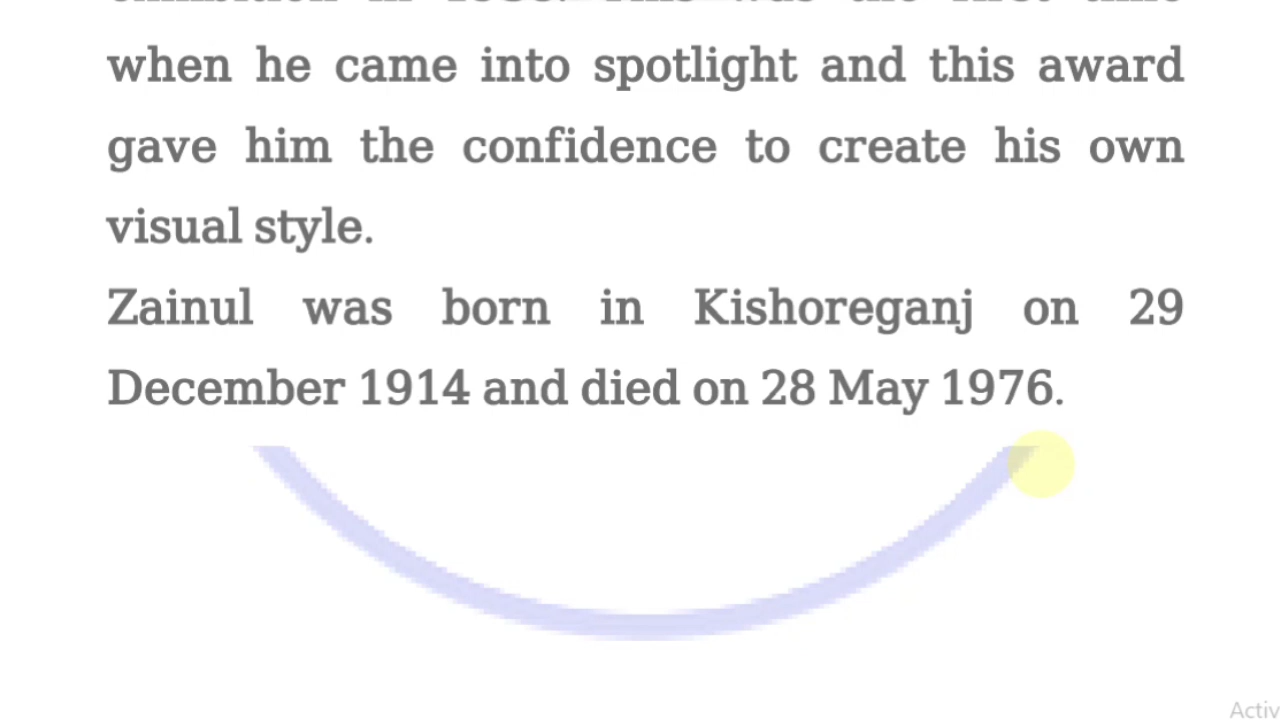 when he came into spotlight and this award
gave him the confidence to create his own
visual style.
Zainul was born in Kishoreganj on 29
December 1914 and died on 28 May 1976.
Activ